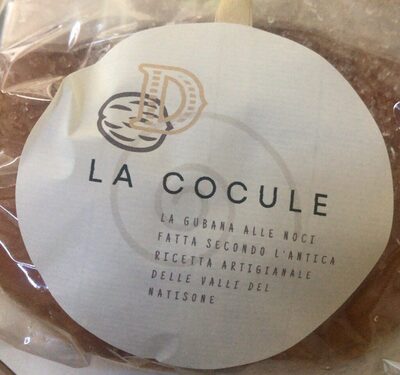 D
LA COCULE
LA GUBANA ALLE NOCI
FATTA SECONDO L'ANTICA
RICETTA ARTIGIANALE
DELLE VALLI DEL
NATISONE